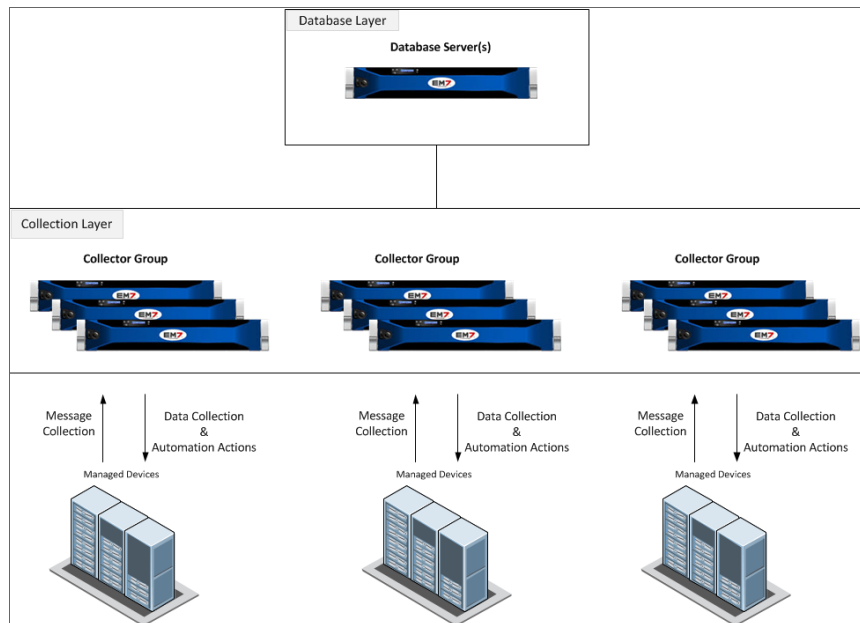 Database Layer
Database Server(s)
EM7
Collection Layer
Collector Group
Collector Group
Collector Group
EM7
EM7
EM7
EM7
EM7
EM7
EM7
EM7
EM7
Message
Collection
Data Collection
&
Automation Actions
Message
Collection
Data Collection
&
Automation Actions
Message
Collection
Data Collection
&
Automation Actions
Managed Devices
Managed Devices
Managed Devices